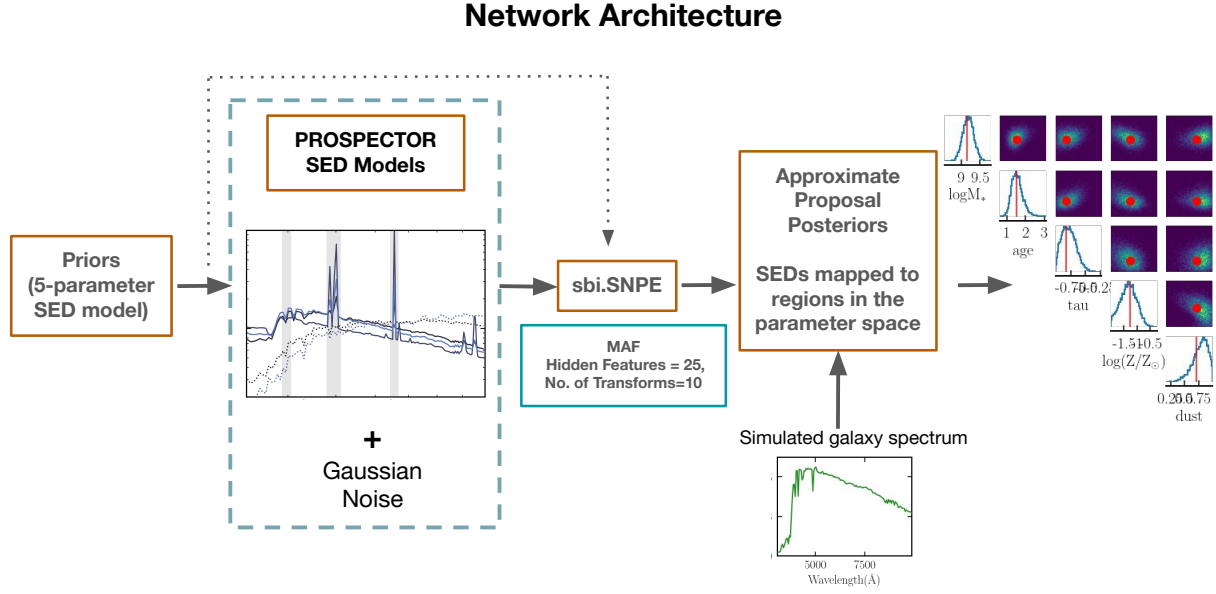 Network Architecture
PROSPECTOR
SED Models
Priors
(5-parameter
SED model)
+
Gaussian
Noise
sbi.SNPE
MAF
Hidden Features = 25,
No. of Transforms=10
Approximate
Proposal
Posteriors
SEDs mapped to
regions in the
parameter space
Simulated galaxy spectrum
5000 7500
Wavelength(Å)
9 9.5
logM*
1 2 3
age
tau
log(Z/Z⊙)
dust